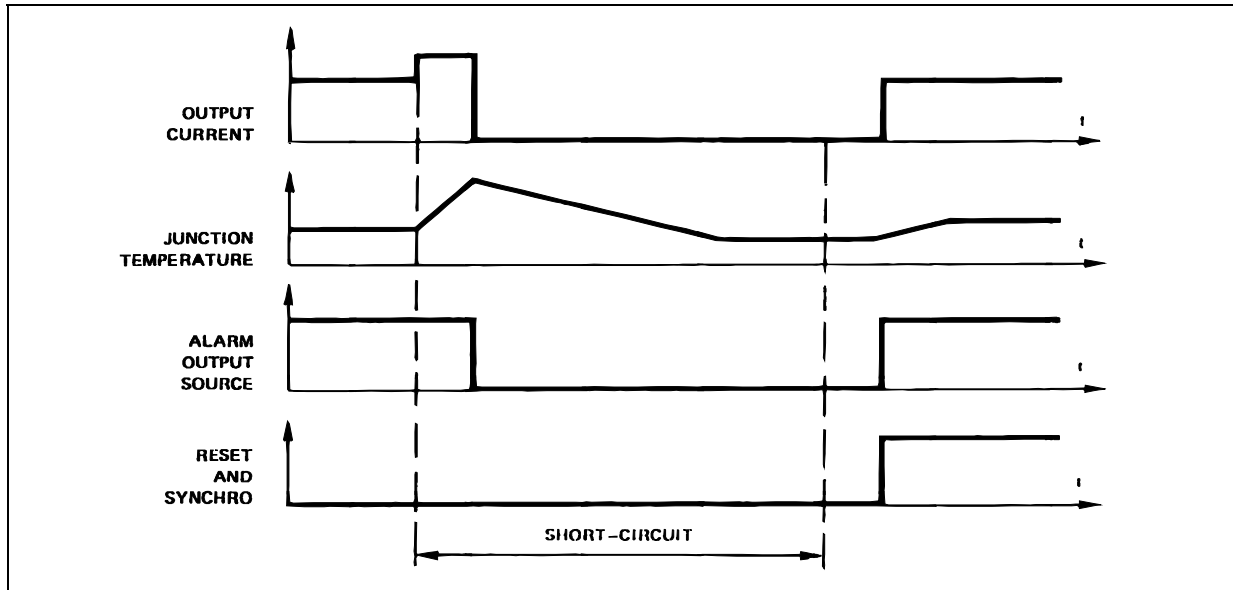 OUTPUT
CURRENT
t
JUNCTION
TEMPERATURE
t
ALARM
OUTPUT
SOURCE
t
RESET
AND
SYNCHRO
t
SHORT-CIRCUIT